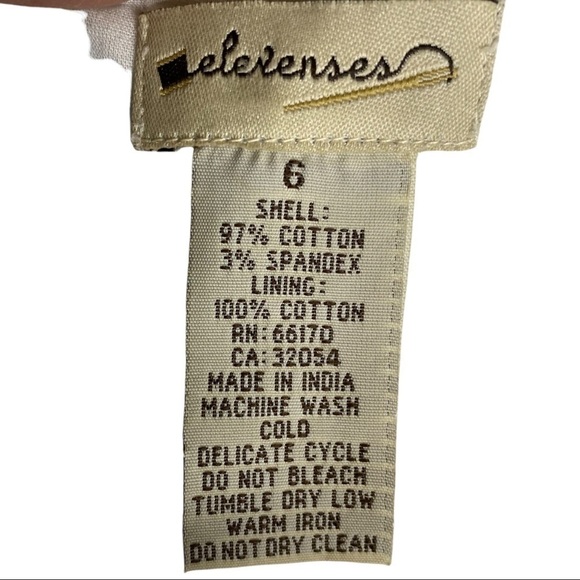 elevenses
6
SHELL:
97% COTTON
3% SPANDEX
LINING:
100% COTTON
RN:66170
CA:32054
MADE IN INDIA
MACHINE WASH
COLD
DELICATE CYCLE
DO NOT BLEACH
TUMBLE DRY LOW
WARM IRON
DO NOT DRY CLEAN